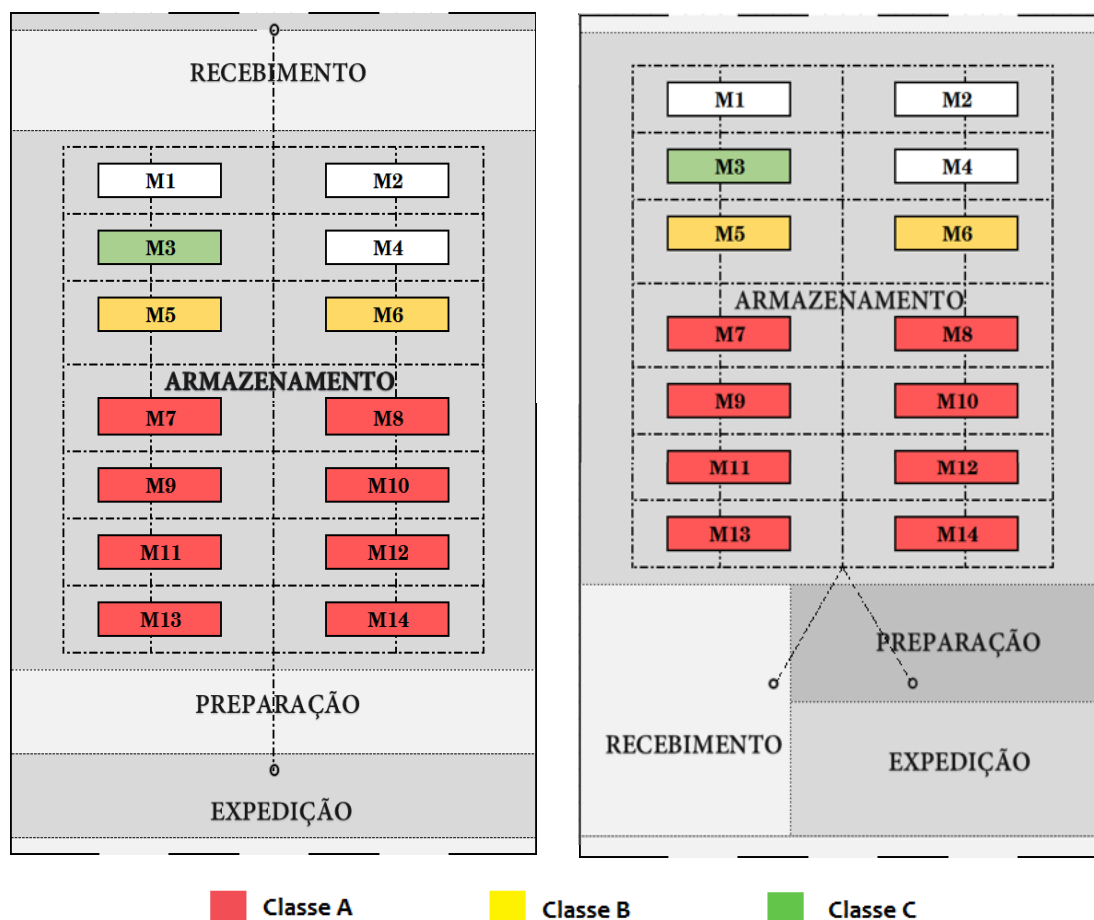 RECEBIMENTO
M1 M2
M3 M4
M5 M6
ARMAZENAMENTO
M7 M8
M9 M10
M11 M12
M13 M14
PREPARAÇÃO
EXPEDIÇÃO
M1 M2
M3 M4
M5 M6
ARMAZENAMENTO
M7 M8
M9 M10
M11 M12
M13 M14
PREPARAÇÃO
RECEBIMENTO
EXPEDIÇÃO
Classe A Classe B Classe C